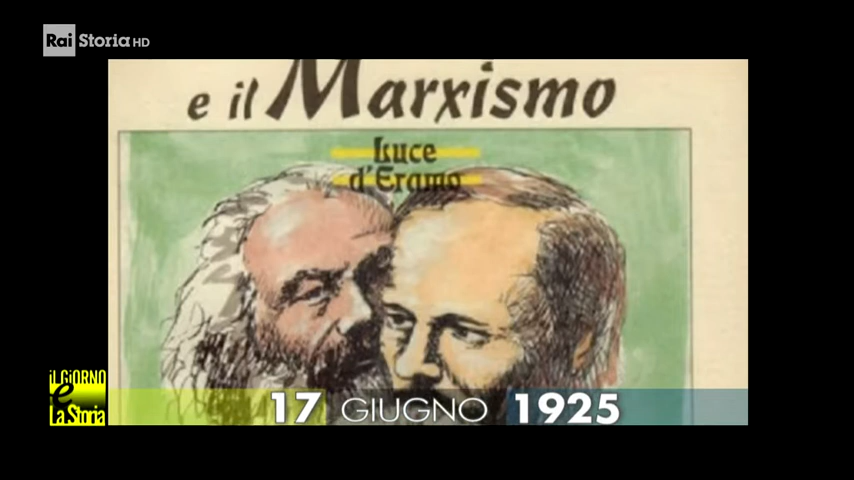 Rai Storia HD
e il Marxismo
Luce
d'Eramo
iL GiORNO
e
La Storia
17 GIUGNO 1925